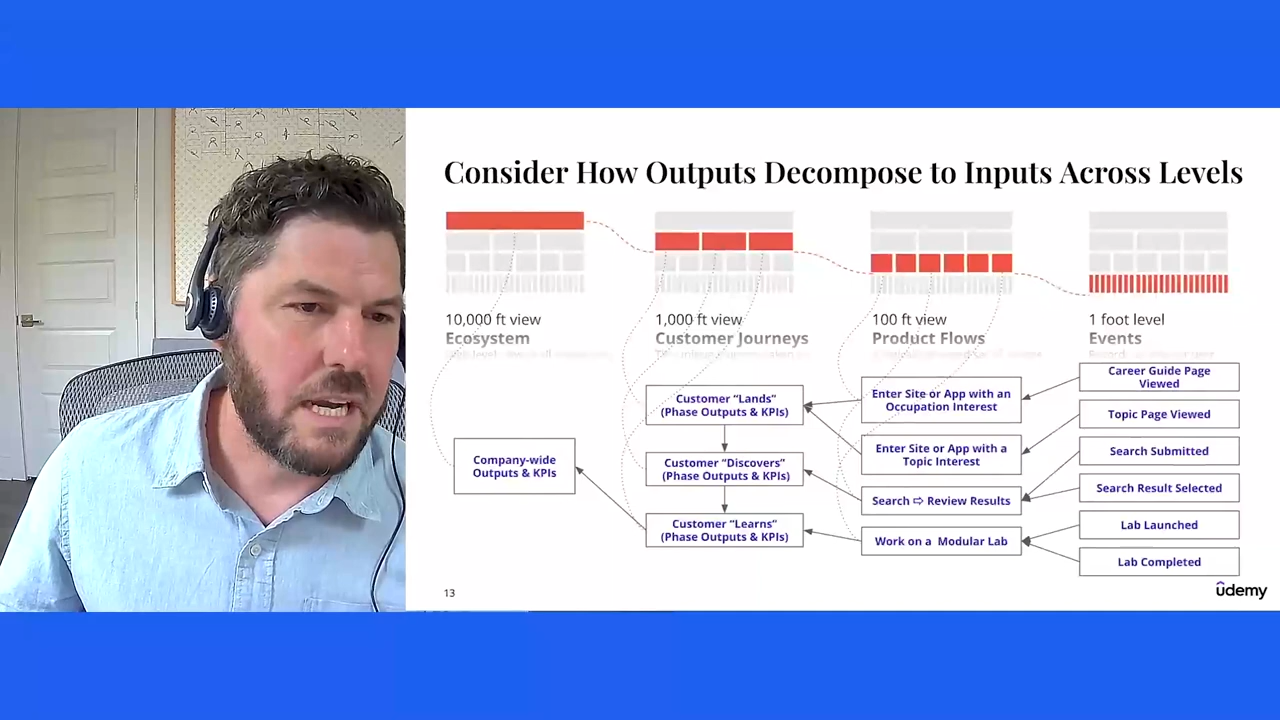 Consider How Outputs Decompose to Inputs Across Levels
10,000 ft view
Ecosystem
1,000 ft view
Customer Journeys
100 ft view
Product Flows
1 foot level
Events
Company-wide
Outputs & KPIs
Customer “Lands”
(Phase Outputs & KPIs)
Customer “Discovers”
(Phase Outputs & KPIs)
Customer “Learns”
(Phase Outputs & KPIs)
Enter Site or App with an
Occupation Interest
Enter Site or App with a
Topic Interest
Search ⇨ Review Results
Work on a Modular Lab
Career Guide Page
Viewed
Topic Page Viewed
Search Submitted
Search Result Selected
Lab Launched
Lab Completed
13
ûdemy